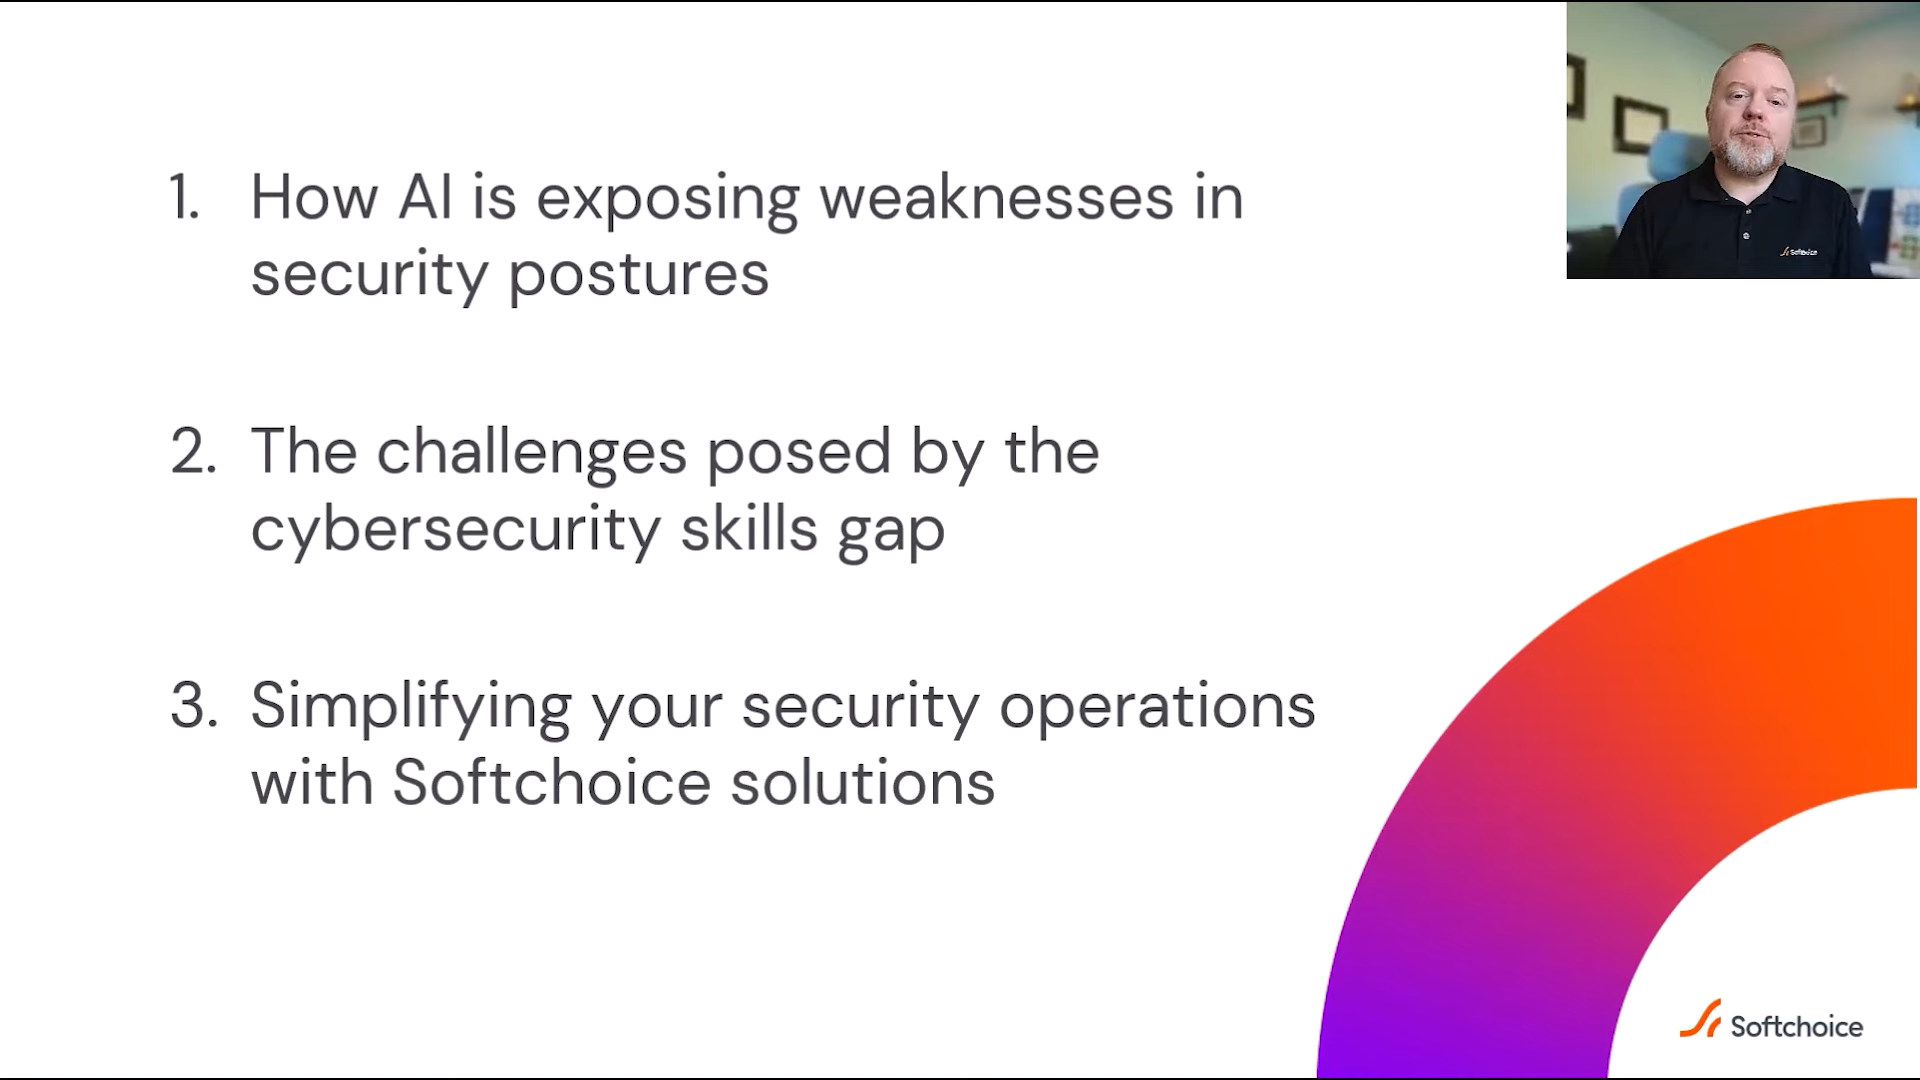 1. How AI is exposing weaknesses in
security postures
2. The challenges posed by the
cybersecurity skills gap
3. Simplifying your security operations
with Softchoice solutions
Softchoice
Softchoice